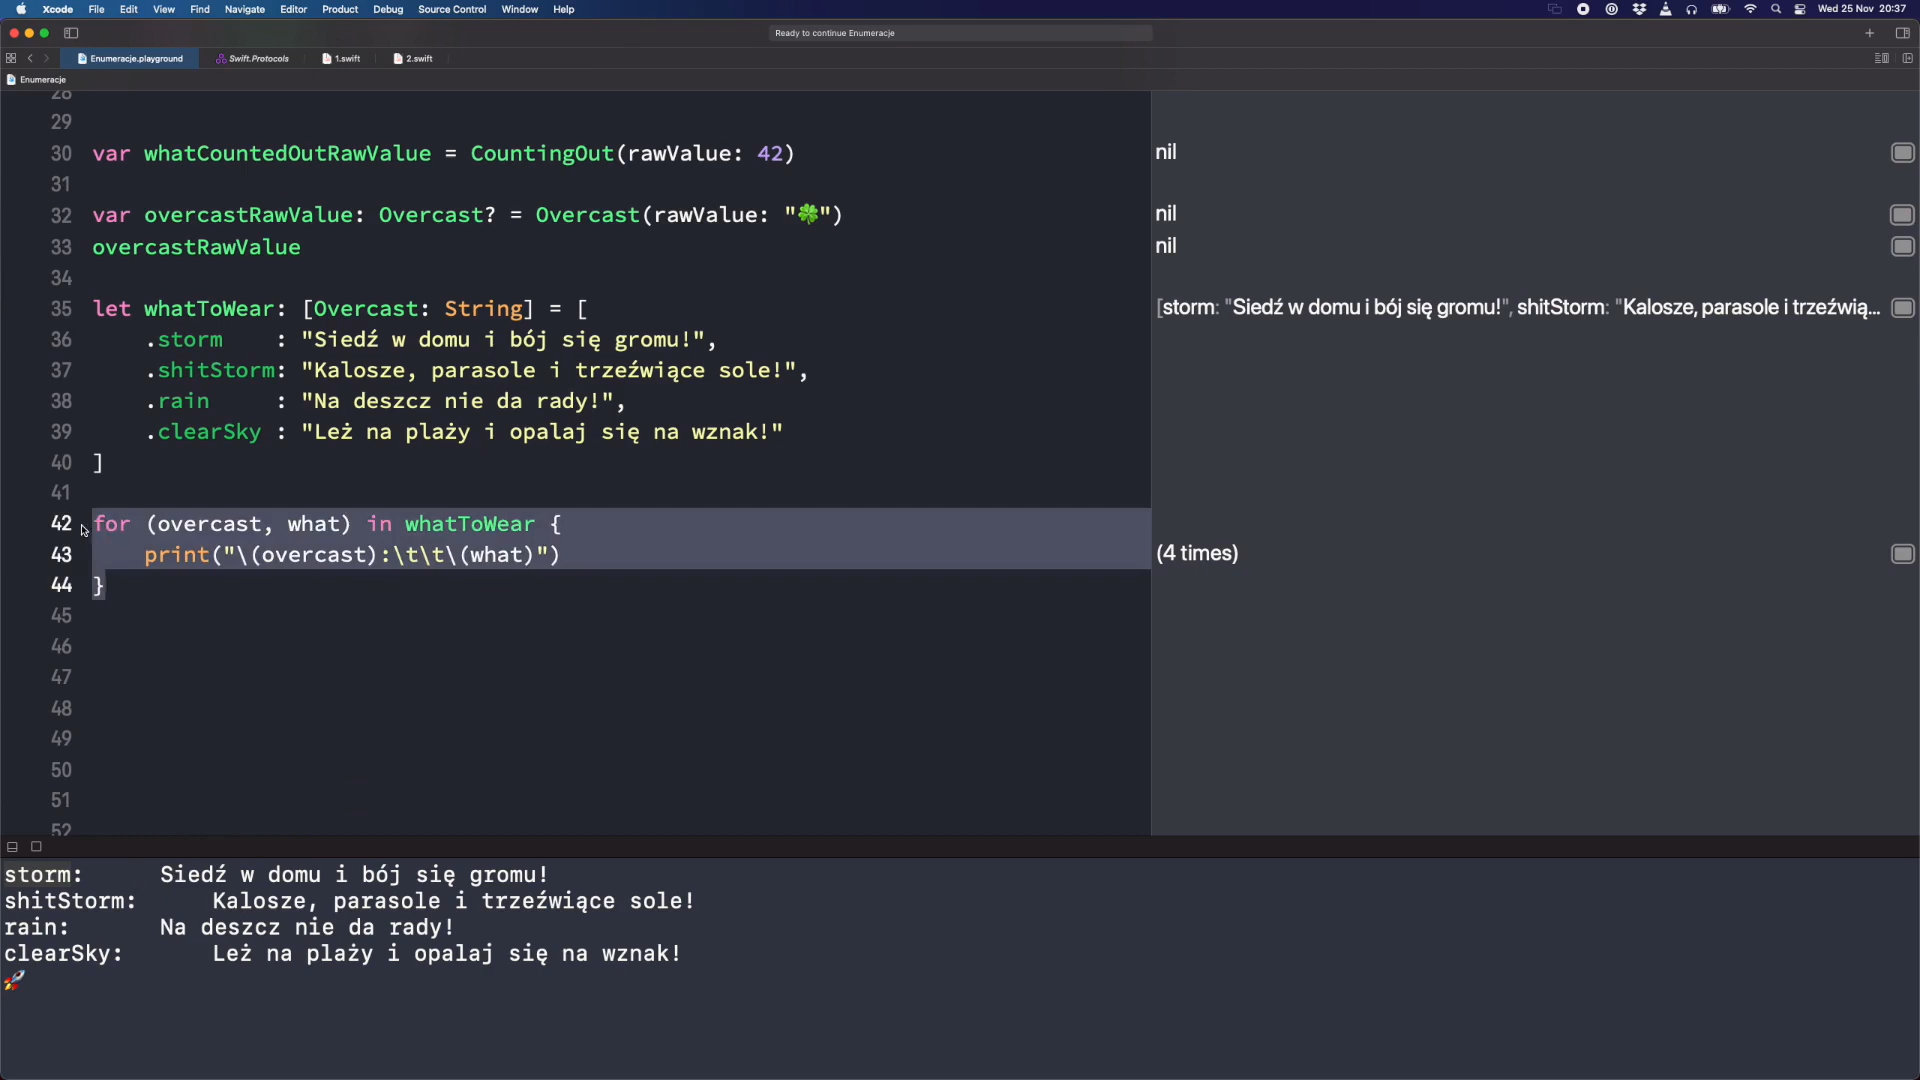 Xcode File Edit View Find Navigate Editor Product Debug Source Control Window Help Wed 25 Nov 20:37
Ready to continue Enumeracje
Enumeracje.playground Swift.Protocols 1.swift 2.swift
Enumeracje
28
29
30 var whatCountedOutRawValue = CountingOut(rawValue: 42) nil
31
32 var overcastRawValue: Overcast? = Overcast(rawValue: "🍀") nil
33 overcastRawValue nil
34
35 let whatToWear: [Overcast: String] = [ [storm: "Siedź w domu i bój się gromu!", shitStorm: "Kalosze, parasole i trzeźwią...
36 .storm : "Siedź w domu i bój się gromu!",
37 .shitStorm: "Kalosze, parasole i trzeźwiące sole!",
38 .rain : "Na deszcz nie da rady!",
39 .clearSky : "Leż na plaży i opalaj się na wznak!"
40 ]
41
42 for (overcast, what) in whatToWear {
43 print("\(overcast):\t\t\(what)") (4 times)
44 }
45
46
47
48
49
50
51
52
storm: Siedź w domu i bój się gromu!
shitStorm: Kalosze, parasole i trzeźwiące sole!
rain: Na deszcz nie da rady!
clearSky: Leż na plaży i opalaj się na wznak!
🚀